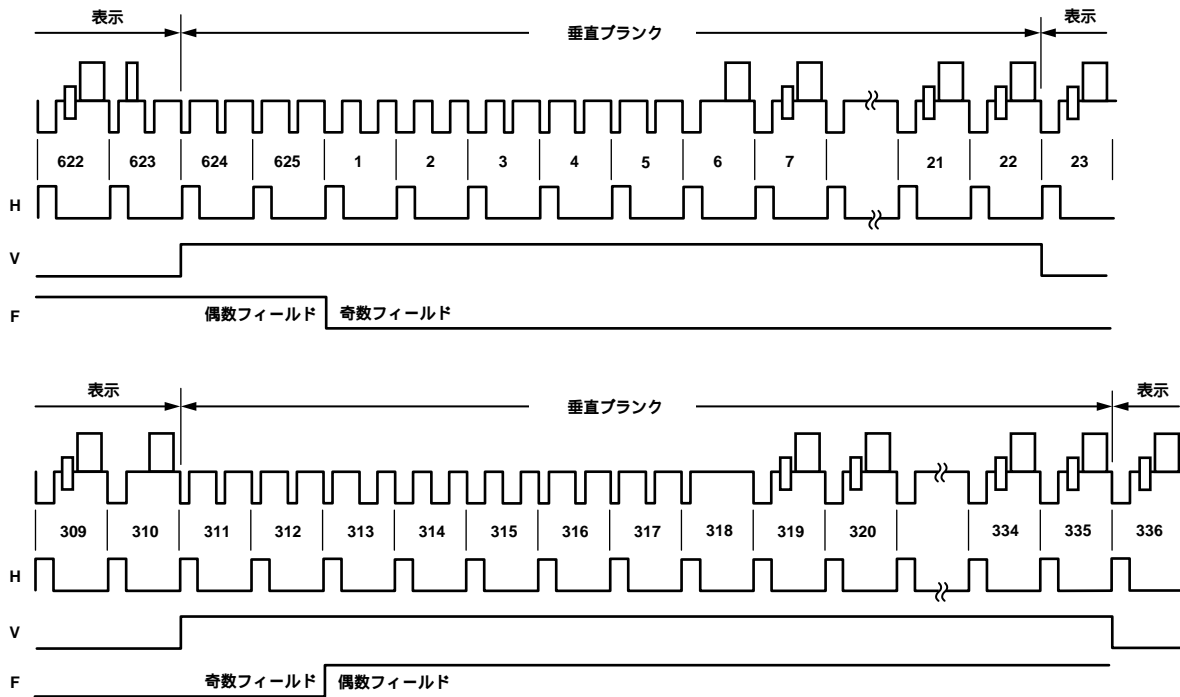 表示 垂直ブランク 表示
622 623 624 625 1 2 3 4 5 6 7 21 22 23
H
V
F 偶数フィールド 奇数フィールド
表示 垂直ブランク 表示
309 310 311 312 313 314 315 316 317 318 319 320 334 335 336
H
V
F 奇数フィールド 偶数フィールド